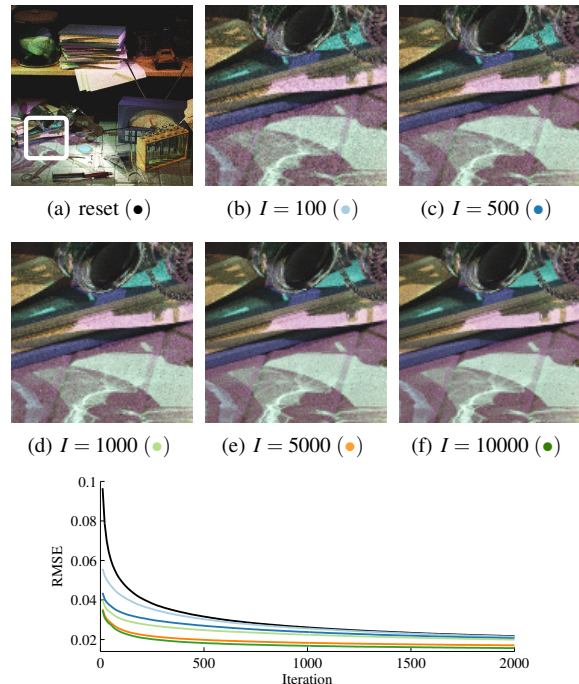 (a) reset (●)
(b) I = 100 (●)
(c) I = 500 (●)
(d) I = 1000 (●)
(e) I = 5000 (●)
(f) I = 10000 (●)
0.1
0.08
0.06
0.04
0.02
RMSE
0 500 1000 1500 2000
Iteration